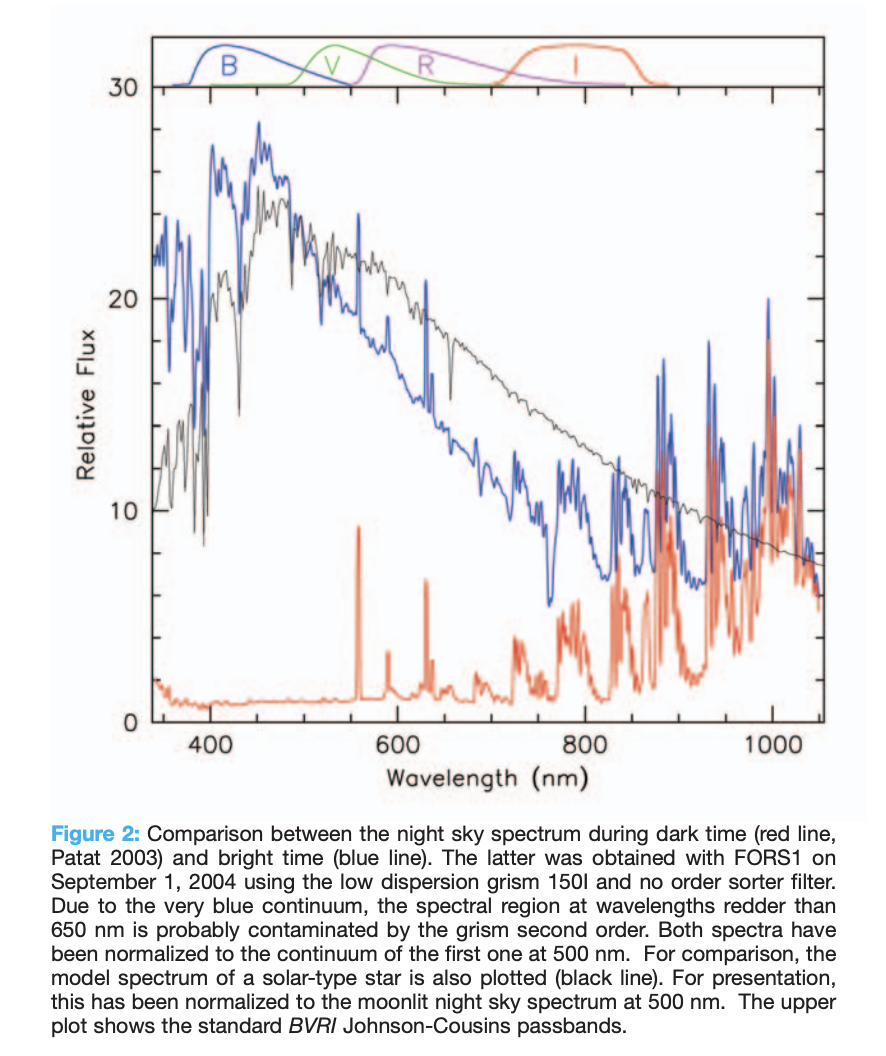 B V R I
30
20
10
0
Relative Flux
400 600 800 1000
Wavelength (nm)
Figure 2: Comparison between the night sky spectrum during dark time (red line,
Patat 2003) and bright time (blue line). The latter was obtained with FORS1 on
September 1, 2004 using the low dispersion grism 150I and no order sorter filter.
Due to the very blue continuum, the spectral region at wavelengths redder than
650 nm is probably contaminated by the grism second order. Both spectra have
been normalized to the continuum of the first one at 500 nm. For comparison, the
model spectrum of a solar-type star is also plotted (black line). For presentation,
this has been normalized to the moonlit night sky spectrum at 500 nm. The upper
plot shows the standard BVRI Johnson-Cousins passbands.